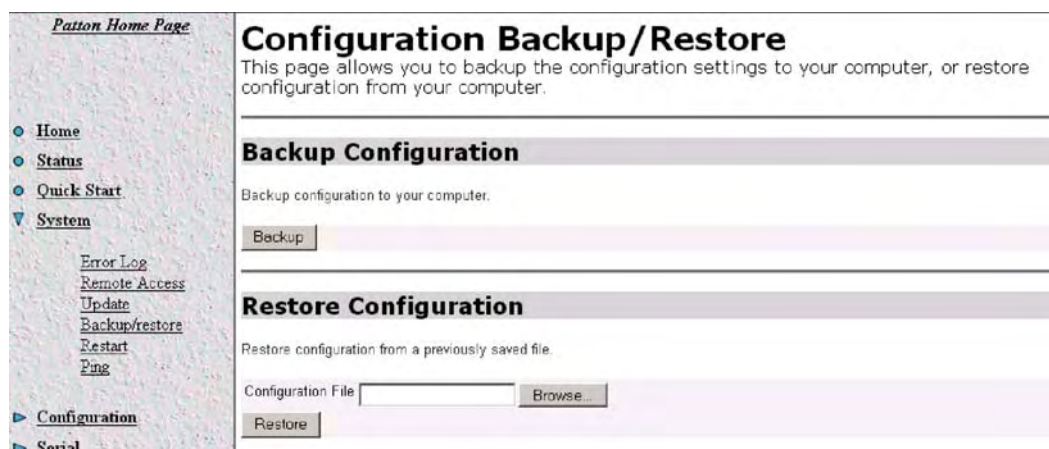 Patton Home Page
Home
Status
Quick Start
System
Error Log
Remote Access
Update
Backup/restore
Restart
Ping
Configuration
Serial
Configuration Backup/Restore
This page allows you to backup the configuration settings to your computer, or restore
configuration from your computer.
Backup Configuration
Backup configuration to your computer.
Backup
Restore Configuration
Restore configuration from a previously saved file.
Configuration File Browse...
Restore